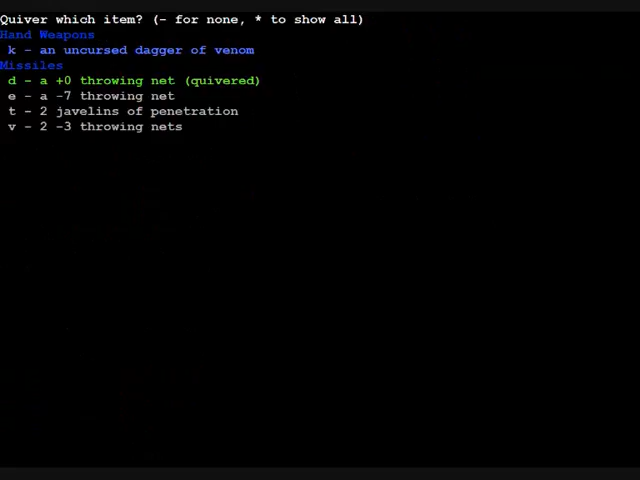 Quiver which item? (- for none, * to show all)
Hand Weapons
k - an uncursed dagger of venom
Missiles
d - a +0 throwing net (quivered)
e - a -7 throwing net
t - 2 javelins of penetration
v - 2 -3 throwing nets